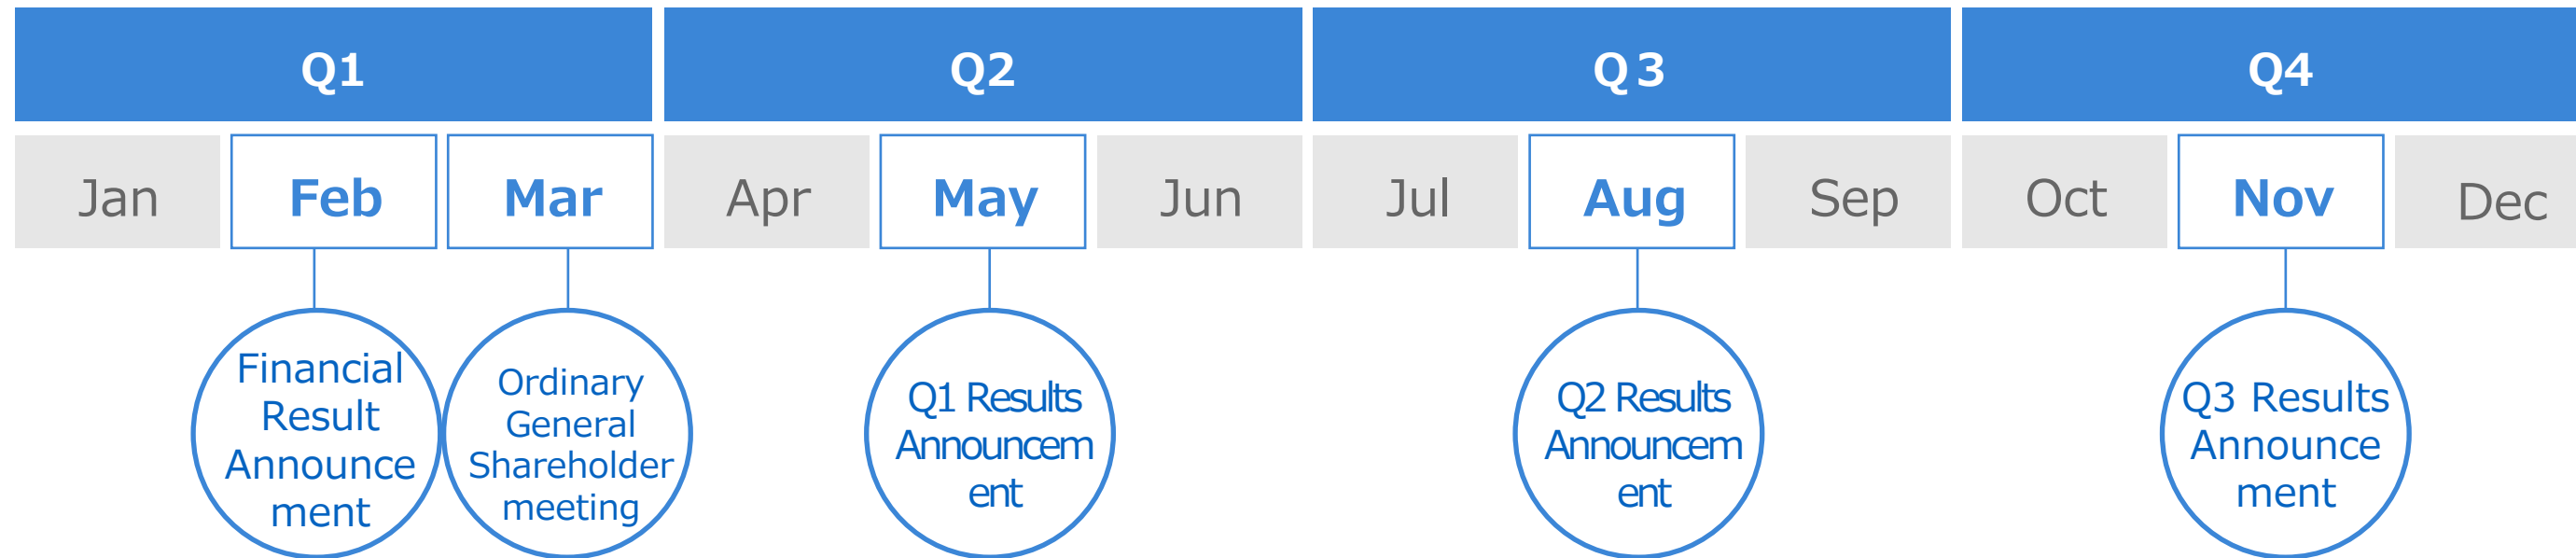 Q1
Q2
Q3
Q4
Jan
Feb
Mar
Apr
May
Jun
Jul
Aug
Sep
Oct
Nov
Dec
Financial
Result
Announce
ment
Ordinary
General
Shareholder
meeting
Q1 Results
Announcem
ent
Q2 Results
Announcem
ent
Q3 Results
Announce
ment